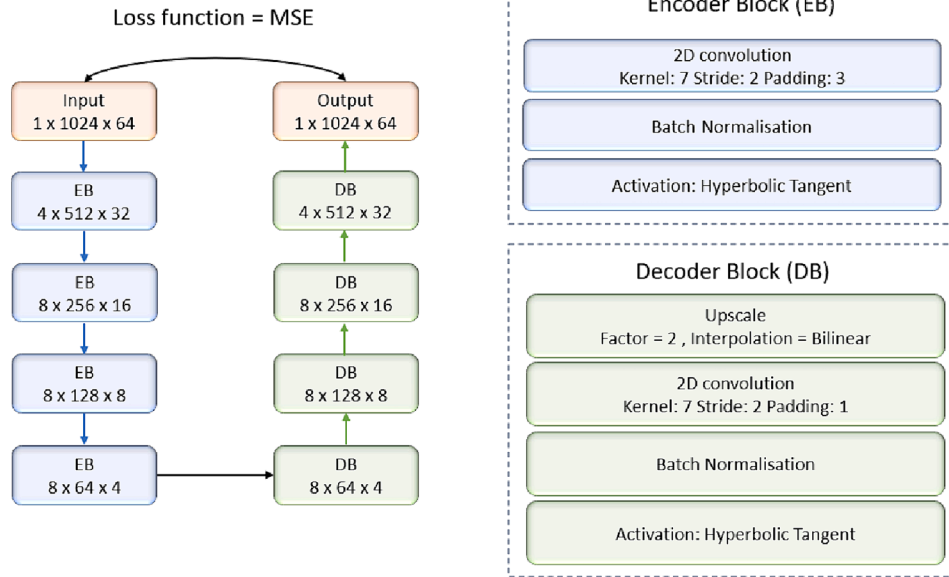 Loss function = MSE
Input
1 x 1024 x 64
EB
4 x 512 x 32
EB
8 x 256 x 16
EB
8 x 128 x 8
EB
8 x 64 x 4
Output
1 x 1024 x 64
DB
4 x 512 x 32
DB
8 x 256 x 16
DB
8 x 128 x 8
DB
8 x 64 x 4
Encoder Block (EB)
2D convolution
Kernel: 7 Stride: 2 Padding: 3
Batch Normalisation
Activation: Hyperbolic Tangent
Decoder Block (DB)
Upscale
Factor = 2 , Interpolation = Bilinear
2D convolution
Kernel: 7 Stride: 2 Padding: 1
Batch Normalisation
Activation: Hyperbolic Tangent